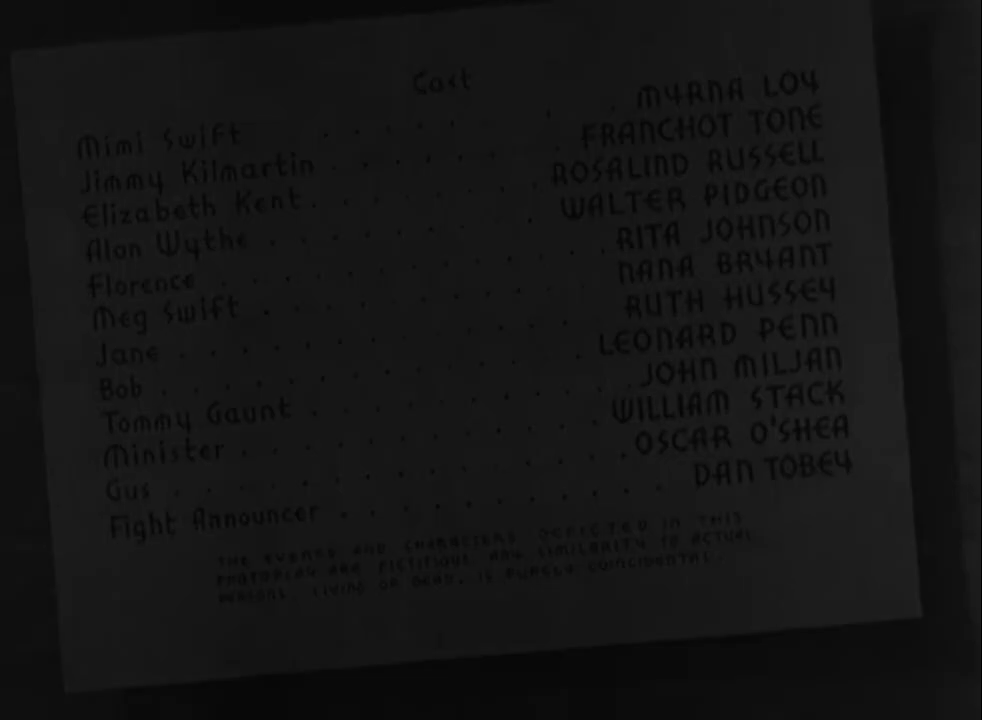 Cast
Mimi Swift . . . . . . . MYRNA LOY
Jimmy Kilmartin . . . . . . . . FRANCHOT TONE
Elizabeth Kent . . . . . . . . ROSALIND RUSSELL
Alan Wythe . . . . . . . . . WALTER PIDGEON
Florence . . . . . . . . . . . . RITA JOHNSON
Meg Swift . . . . . . . . . . . NANA BRYANT
Jane . . . . . . . . . . . . . . RUTH HUSSEY
Bob . . . . . . . . . . . . . . LEONARD PENN
Tommy Gaunt . . . . . . . . . . JOHN MILJAN
Minister . . . . . . . . . . . . WILLIAM STACK
Gus . . . . . . . . . . . . . . OSCAR O'SHEA
Fight Announcer . . . . . . . . . . DAN TOBEY
THE EVENTS AND CHARACTERS DEPICTED IN THIS
PHOTOPLAY ARE FICTITIOUS. ANY SIMILARITY TO ACTUAL
PERSONS, LIVING OR DEAD, IS PURELY COINCIDENTAL.